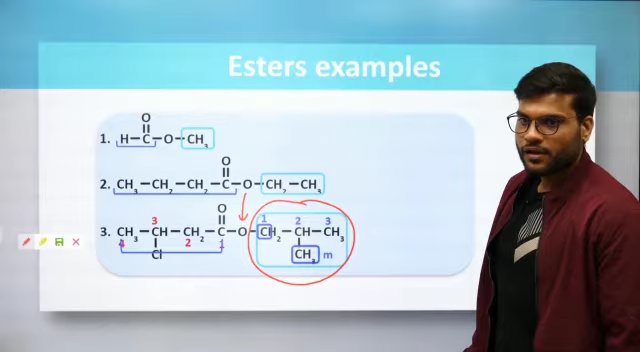 Esters examples
O
1. H-C-O-CH3
O
2. CH3-CH2-CH2-C-O-CH2-CH3
3 O 1 2 3
3. CH3-CH-CH2-C-O-CH2-CH-CH3
4 2 1
Cl CH3 m